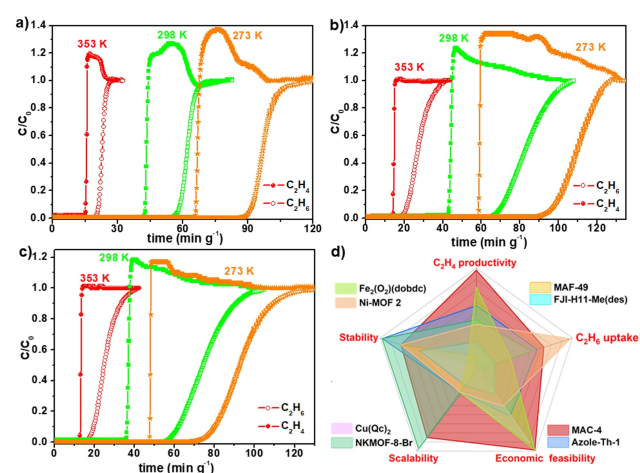 a)
353 K
298 K
273 K
C/C₀
1.4
1.2
1.0
0.8
0.6
0.4
0.2
0.0
C₂H₄
C₂H₆
0 30 60 90 120
time (min g⁻¹)
b)
353 K
298 K
273 K
C/C₀
1.4
1.2
1.0
0.8
0.6
0.4
0.2
0.0
C₂H₆
C₂H₄
0 20 40 60 80 100 120
time (min g⁻¹)
c)
353 K
298 K
273 K
C/C₀
1.2
1.0
0.8
0.6
0.4
0.2
0.0
C₂H₆
C₂H₄
0 20 40 60 80 100 120
time (min g⁻¹)
d)
C₂H₄ productivity
Fe₂(O₂)(dobdc)
Ni-MOF 2
MAF-49
FJI-H11-Me(des)
Stability
C₂H₆ uptake
Cu(Qc)₂
NKMOF-8-Br
MAC-4
Azole-Th-1
Scalability
Economic feasibility